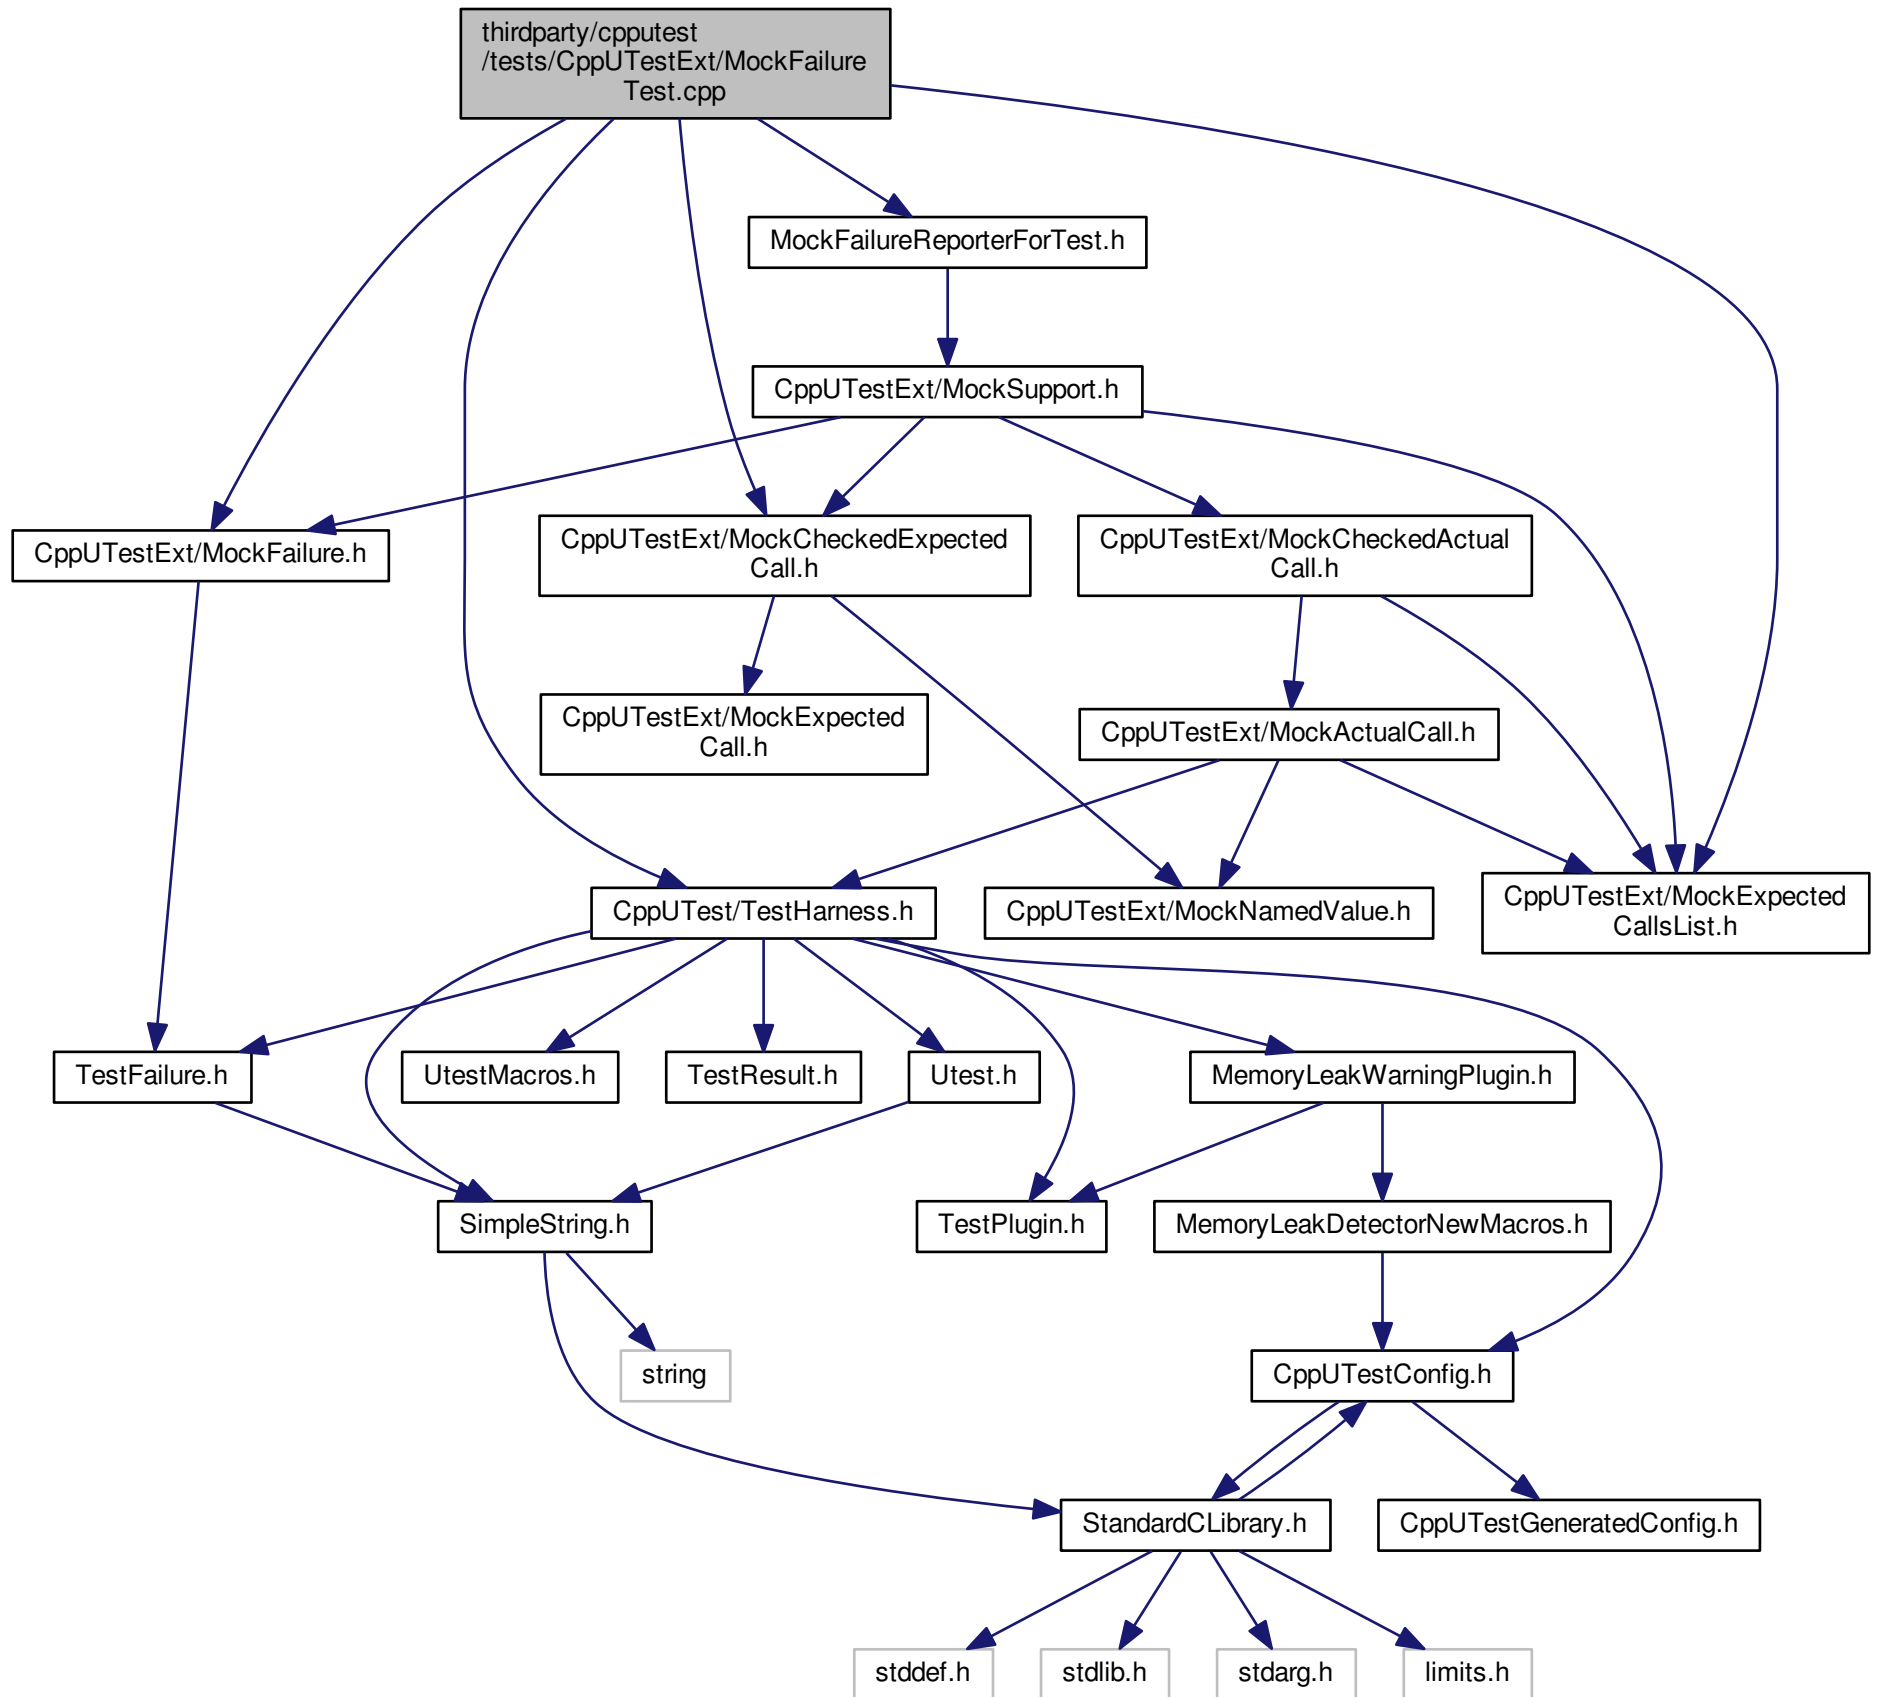 thirdparty/cpputest
/tests/CppUTestExt/MockFailure
Test.cpp
MockFailureReporterForTest.h
CppUTestExt/MockSupport.h
CppUTestExt/MockFailure.h
CppUTestExt/MockCheckedExpected
Call.h
CppUTestExt/MockCheckedActual
Call.h
CppUTestExt/MockExpected
Call.h
CppUTestExt/MockActualCall.h
CppUTest/TestHarness.h
CppUTestExt/MockNamedValue.h
CppUTestExt/MockExpected
CallsList.h
TestFailure.h
UtestMacros.h
TestResult.h
Utest.h
MemoryLeakWarningPlugin.h
SimpleString.h
TestPlugin.h
MemoryLeakDetectorNewMacros.h
string
CppUTestConfig.h
StandardCLibrary.h
CppUTestGeneratedConfig.h
stddef.h
stdlib.h
stdarg.h
limits.h